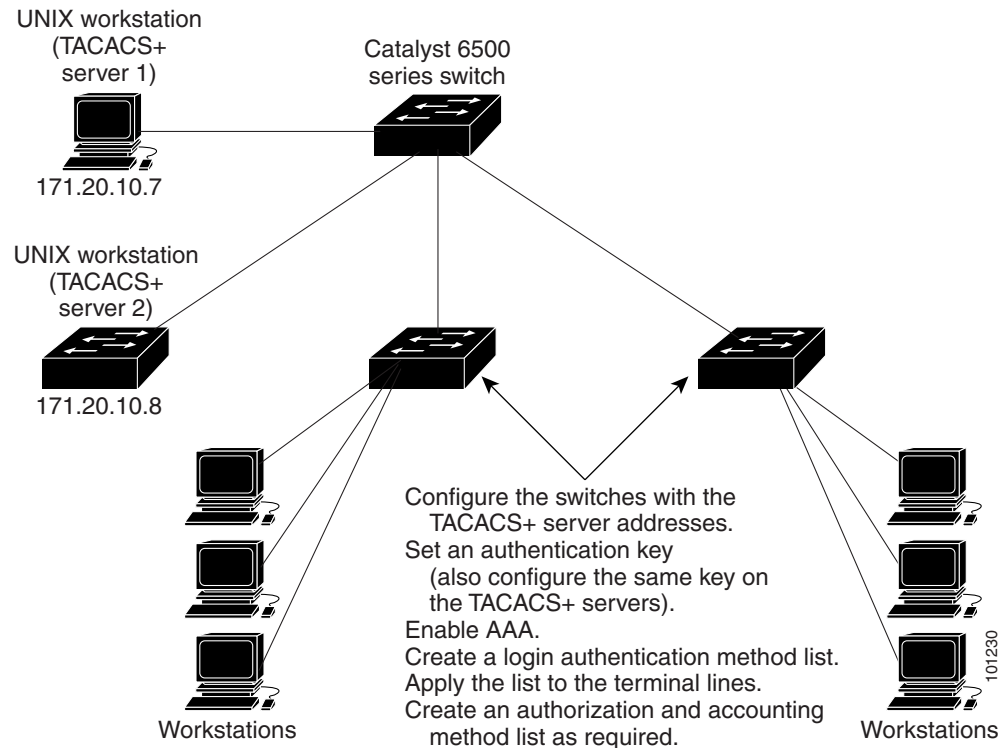 UNIX workstation
(TACACS+
server 1)
Catalyst 6500
series switch
171.20.10.7
UNIX workstation
(TACACS+
server 2)
171.20.10.8
Configure the switches with the
TACACS+ server addresses.
Set an authentication key
(also configure the same key on
the TACACS+ servers).
Enable AAA.
Create a login authentication method list.
Apply the list to the terminal lines.
Create an authorization and accounting
method list as required.
Workstations
Workstations
101230